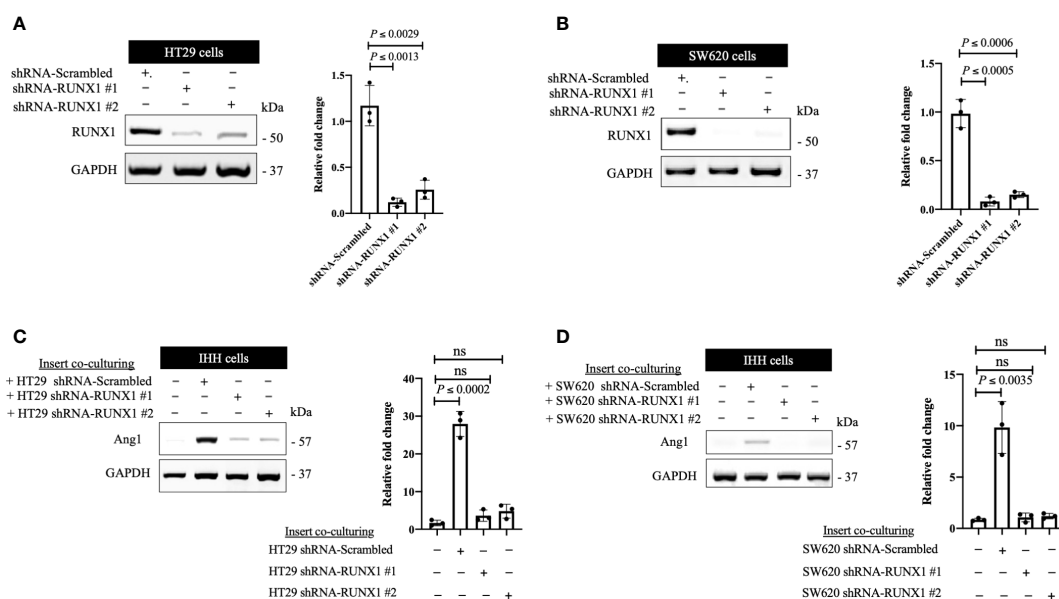 A
HT29 cells
shRNA-Scrambled + . – –
shRNA-RUNX1 #1 – + –
shRNA-RUNX1 #2 – – + kDa
RUNX1 - 50
GAPDH - 37
P ≤ 0.0029
P ≤ 0.0013
Relative fold change
1.5
1.0
0.5
0.0
shRNA-Scrambled
shRNA-RUNX1 #1
shRNA-RUNX1 #2
B
SW620 cells
shRNA-Scrambled + . – –
shRNA-RUNX1 #1 – + –
shRNA-RUNX1 #2 – – + kDa
RUNX1 - 50
GAPDH - 37
P ≤ 0.0006
P ≤ 0.0005
Relative fold change
1.5
1.0
0.5
0.0
shRNA-Scrambled
shRNA-RUNX1 #1
shRNA-RUNX1 #2
C
Insert co-culturing
IHH cells
+ HT29 shRNA-Scrambled – + – –
+ HT29 shRNA-RUNX1 #1 – – + –
+ HT29 shRNA-RUNX1 #2 – – – + kDa
Ang1 - 57
GAPDH - 37
ns
ns
P ≤ 0.0002
Relative fold change
40
30
20
10
0
Insert co-culturing
HT29 shRNA-Scrambled – + – –
HT29 shRNA-RUNX1 #1 – – + –
HT29 shRNA-RUNX1 #2 – – – +
D
Insert co-culturing
IHH cells
+ SW620 shRNA-Scrambled – + – –
+ SW620 shRNA-RUNX1 #1 – – + –
+ SW620 shRNA-RUNX1 #2 – – – + kDa
Ang1 - 57
GAPDH - 37
ns
ns
P ≤ 0.0035
Relative fold change
15
10
5
0
Insert co-culturing
SW620 shRNA-Scrambled – + – –
SW620 shRNA-RUNX1 #1 – – + –
SW620 shRNA-RUNX1 #2 – – – +